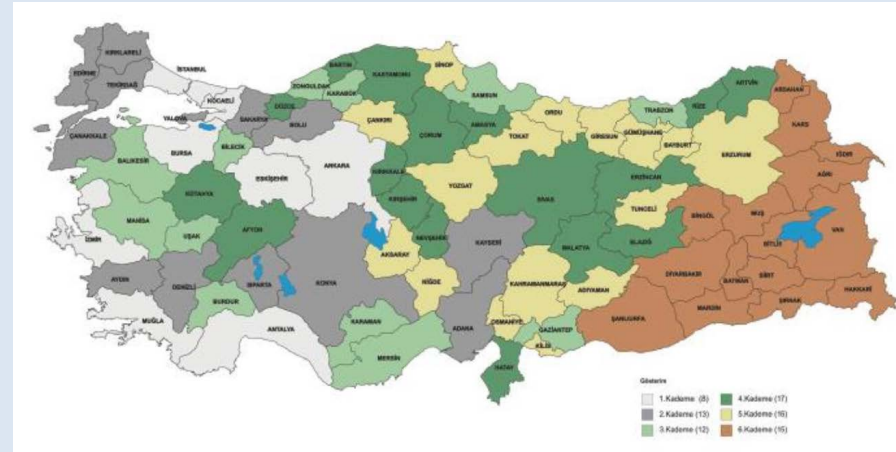 KIRKLARELİ
EDİRNE
TEKİRDAĞ
İSTANBUL
KOCAELİ
YALOVA
SAKARYA
DÜZCE
BOLU
ZONGULDAK
BARTIN
KARABÜK
KASTAMONU
SİNOP
SAMSUN
ÇANKIRI
ÇORUM
AMASYA
TOKAT
ORDU
GİRESUN
GÜMÜŞHANE
TRABZON
BAYBURT
RİZE
ARTVİN
ARDAHAN
KARS
IĞDIR
AĞRI
ERZURUM
ERZİNCAN
ÇANAKKALE
BALIKESİR
BURSA
BİLECİK
ESKİŞEHİR
ANKARA
KIRIKKALE
KIRŞEHİR
YOZGAT
SİVAS
TUNCELİ
BİNGÖL
MUŞ
BİTLİS
VAN
KÜTAHYA
MANİSA
UŞAK
AFYON
İZMİR
AKSARAY
NEVŞEHİR
KAYSERİ
MALATYA
ELAZIĞ
DİYARBAKIR
BATMAN
SİİRT
HAKKARİ
ŞIRNAK
MARDİN
ŞANLIURFA
ADIYAMAN
KAHRAMANMARAŞ
AYDIN
DENİZLİ
ISPARTA
KONYA
NİĞDE
BURDUR
MUĞLA
ANTALYA
KARAMAN
MERSİN
ADANA
OSMANİYE
GAZİANTEP
KİLİS
HATAY
Gösterim
1.Kademe (8)
2.Kademe (13)
3.Kademe (12)
4.Kademe (17)
5.Kademe (16)
6.Kademe (15)